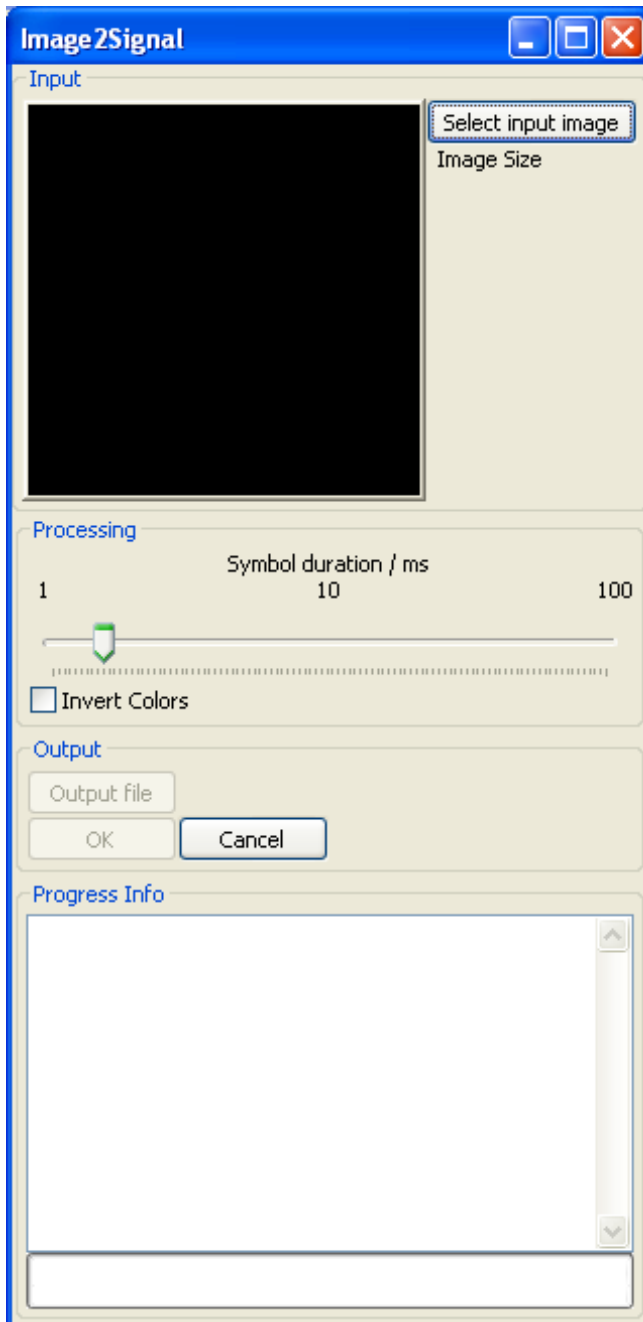 Image2Signal
Input
Select input image
Image Size
Processing
Symbol duration / ms
1 10 100
Invert Colors
Output
Output file
OK Cancel
Progress Info